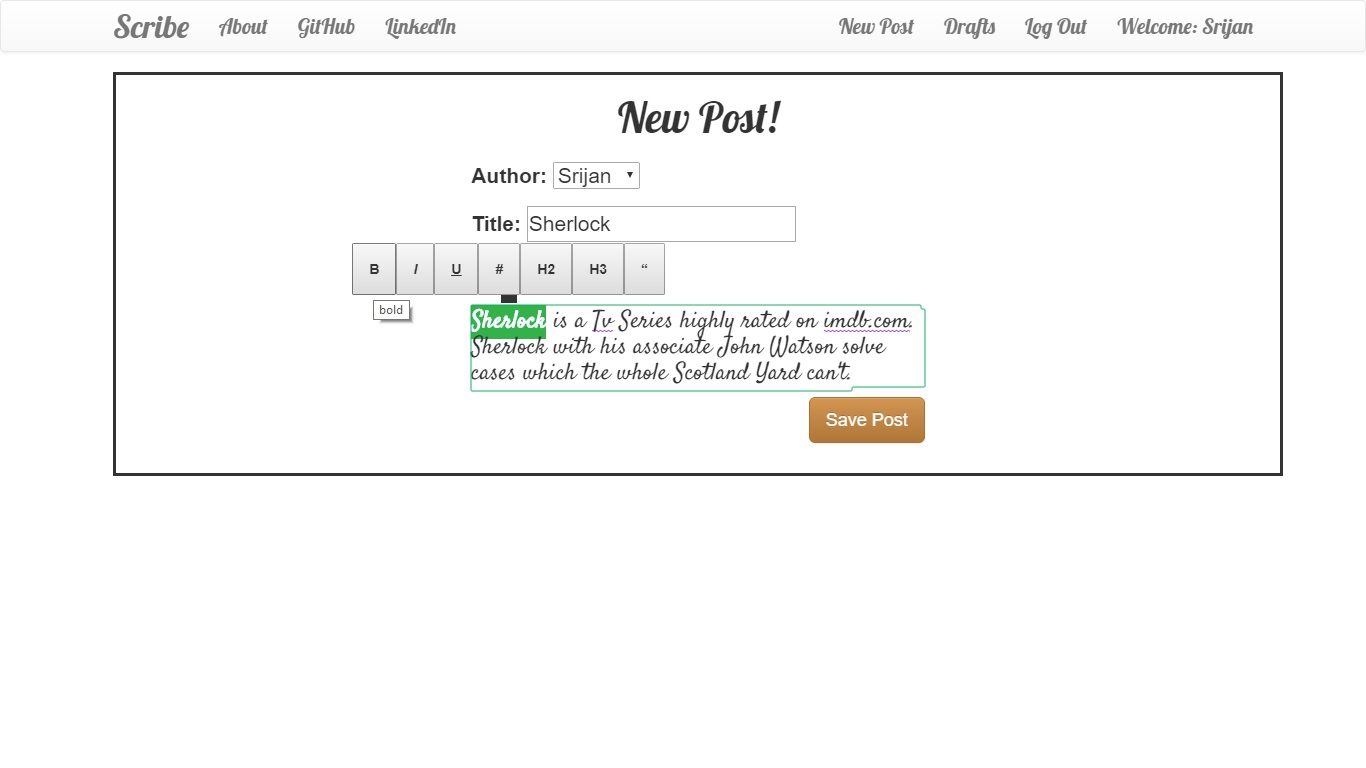 Scribe About GitHub LinkedIn New Post Drafts Log Out Welcome: Srijan
New Post!
Author: Srijan
Title: Sherlock
B I U # H2 H3 “
bold
Sherlock is a Tv Series highly rated on imdb.com.
Sherlock with his associate John Watson solve
cases which the whole Scotland Yard can't.
Save Post